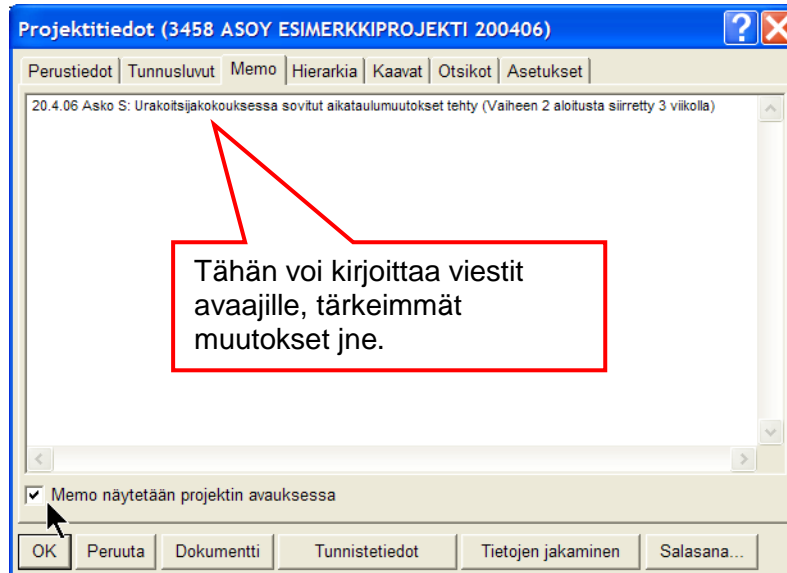 Projektitiedot (3458 ASOY ESIMERKKIPROJEKTI 200406)
Perustiedot Tunnusluvut Memo Hierarkia Kaavat Otsikot Asetukset
20.4.06 Asko S: Urakoitsijakokouksessa sovitut aikataulumuutokset tehty (Vaiheen 2 aloitusta siirretty 3 viikolla)
Tähän voi kirjoittaa viestit
avaajille, tärkeimmät
muutokset jne.
Memo näytetään projektin avauksessa
OK Peruuta Dokumentti Tunnistetiedot Tietojen jakaminen Salasana...